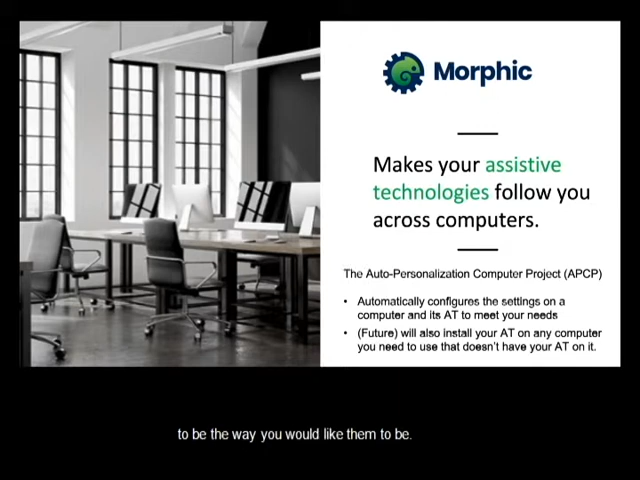 Morphic
Makes your assistive
technologies follow you
across computers.
The Auto-Personalization Computer Project (APCP)
• Automatically configures the settings on a
computer and its AT to meet your needs
• (Future) will also install your AT on any computer
you need to use that doesn't have your AT on it.
to be the way you would like them to be.